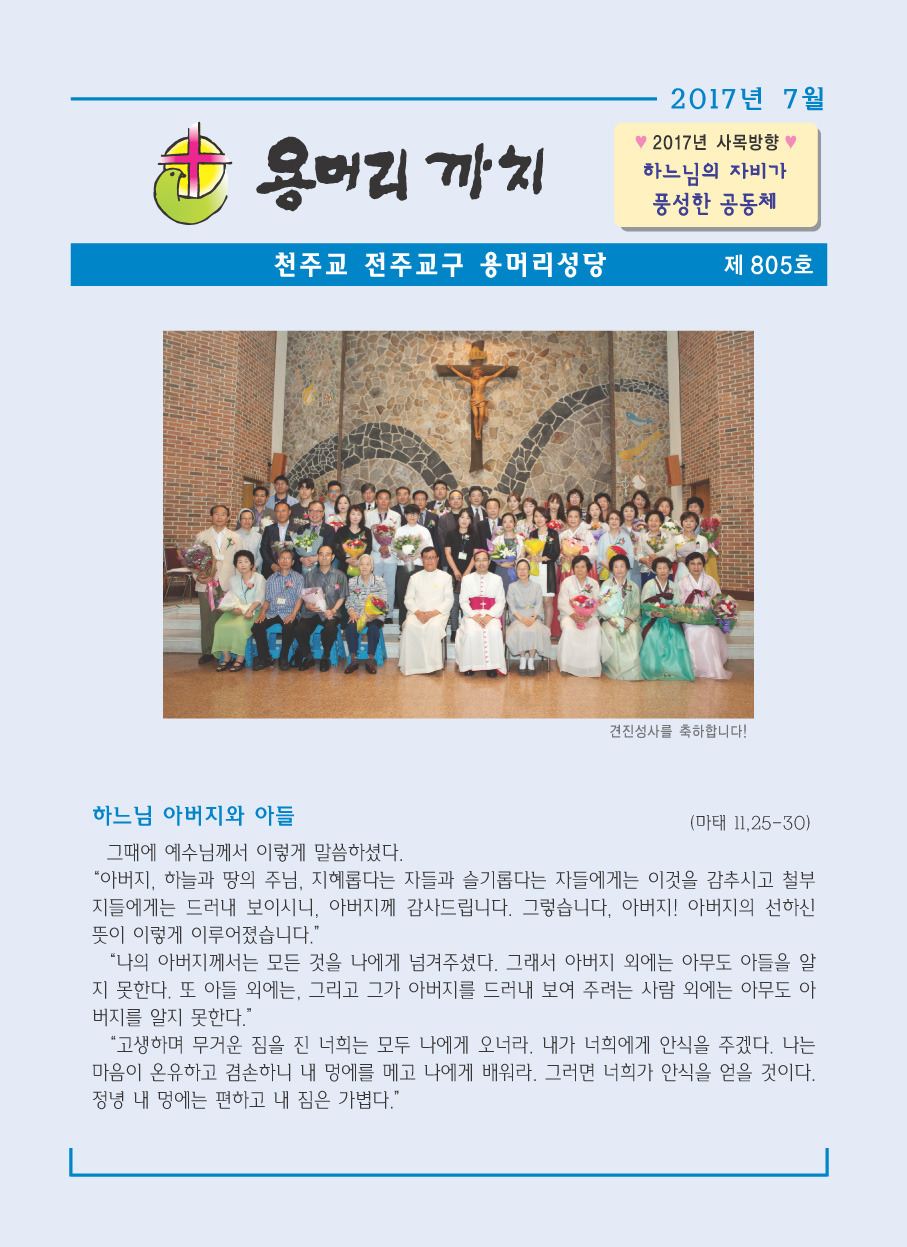 2017년 7월
용머리 까치
♥ 2017년 사목방향 ♥
하느님의 자비가
풍성한 공동체
천주교 전주교구 용머리성당 제 805호
견진성사를 축하합니다!
하느님 아버지와 아들 (마태 11,25-30)
그때에 예수님께서 이렇게 말씀하셨다.
“아버지, 하늘과 땅의 주님, 지혜롭다는 자들과 슬기롭다는 자들에게는 이것을 감추시고 철부
지들에게는 드러내 보이시니, 아버지께 감사드립니다. 그렇습니다, 아버지! 아버지의 선하신
뜻이 이렇게 이루어졌습니다.”
“나의 아버지께서는 모든 것을 나에게 넘겨주셨다. 그래서 아버지 외에는 아무도 아들을 알
지 못한다. 또 아들 외에는, 그리고 그가 아버지를 드러내 보여 주려는 사람 외에는 아무도 아
버지를 알지 못한다.”
“고생하며 무거운 짐을 진 너희는 모두 나에게 오너라. 내가 너희에게 안식을 주겠다. 나는
마음이 온유하고 겸손하니 내 멍에를 메고 나에게 배워라. 그러면 너희가 안식을 얻을 것이다.
정녕 내 멍에는 편하고 내 짐은 가볍다.”